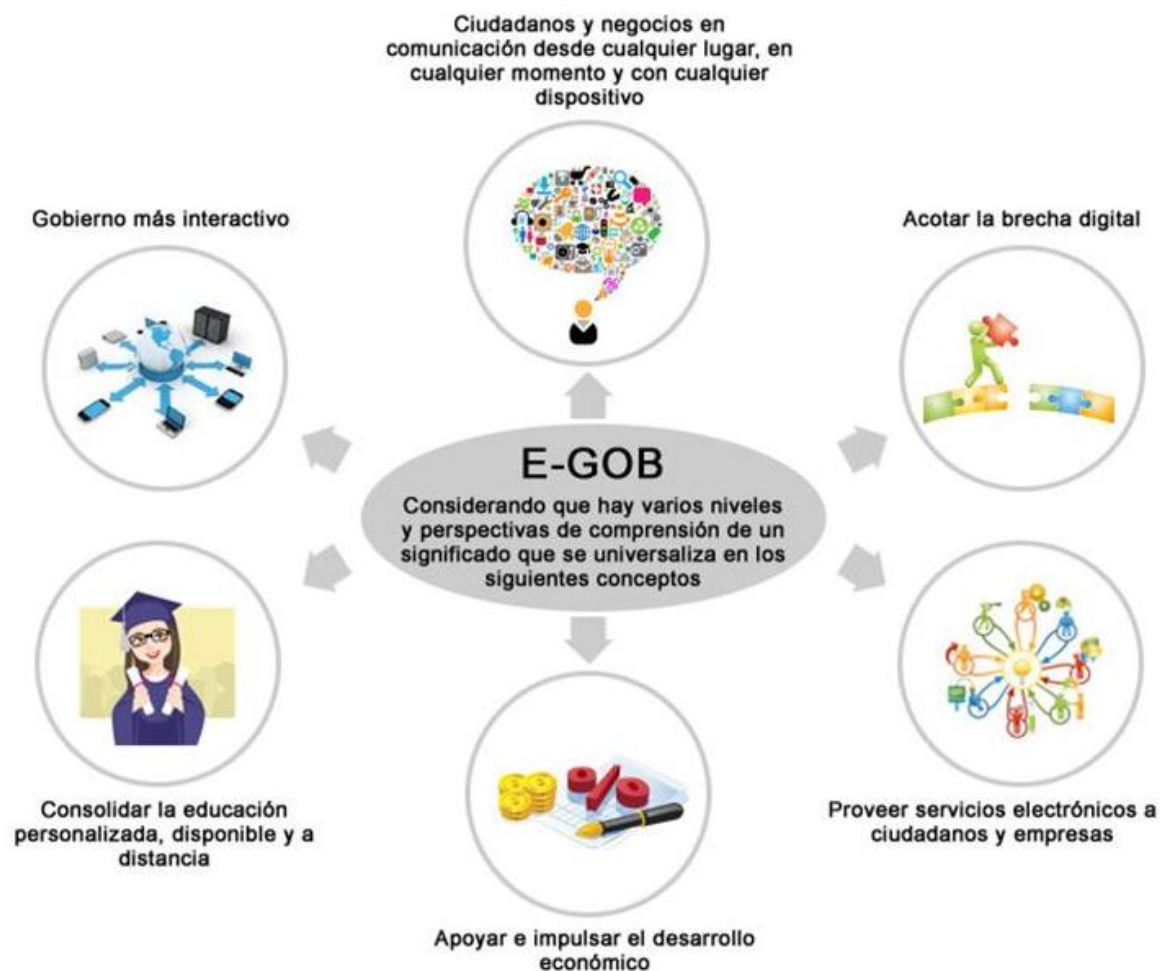 Ciudadanos y negocios en
comunicación desde cualquier lugar, en
cualquier momento y con cualquier
dispositivo
Gobierno más interactivo
Acotar la brecha digital
E-GOB
Considerando que hay varios niveles
y perspectivas de comprensión de un
significado que se universaliza en los
siguientes conceptos
Consolidar la educación
personalizada, disponible y a
distancia
Proveer servicios electrónicos a
ciudadanos y empresas
Apoyar e impulsar el desarrollo
económico